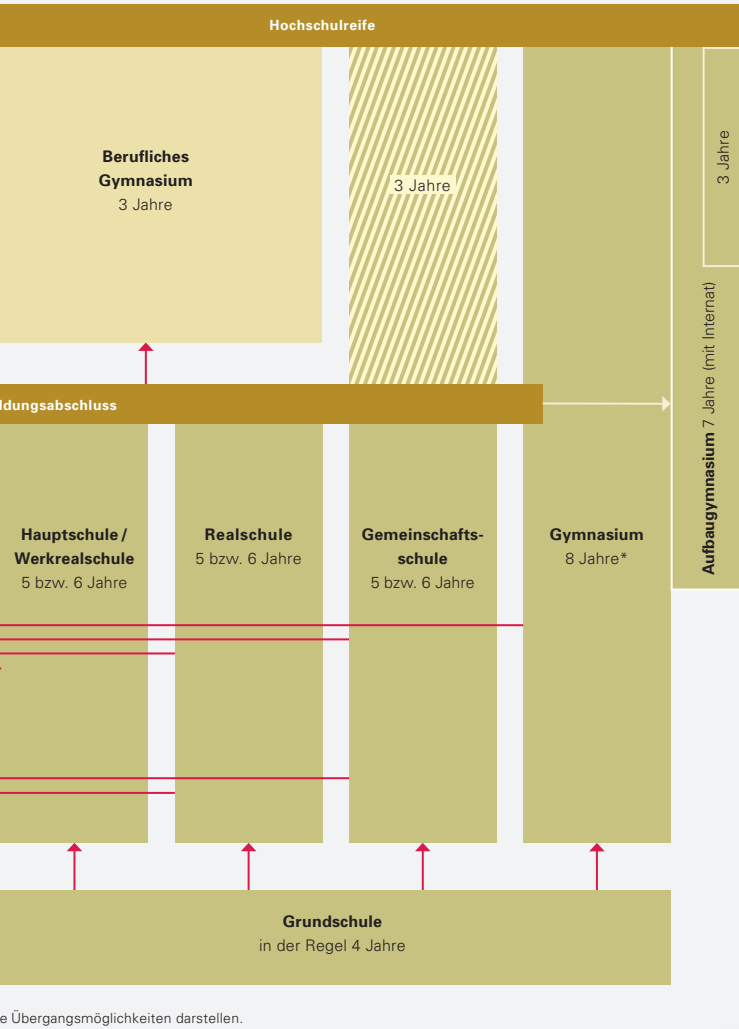 Hochschulreife
Berufliches
Gymnasium
3 Jahre
3 Jahre
3 Jahre
Aufbaugymnasium 7 Jahre (mit Internat)
ldungsabschluss
Hauptschule /
Werkrealschule
5 bzw. 6 Jahre
Realschule
5 bzw. 6 Jahre
Gemeinschafts-
schule
5 bzw. 6 Jahre
Gymnasium
8 Jahre*
Grundschule
in der Regel 4 Jahre
e Übergangsmöglichkeiten darstellen.